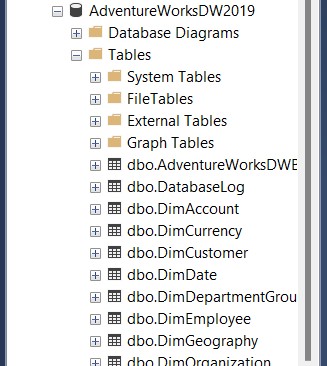 AdventureWorksDW2019
Database Diagrams
Tables
System Tables
FileTables
External Tables
Graph Tables
dbo.AdventureWorksDWB
dbo.DatabaseLog
dbo.DimAccount
dbo.DimCurrency
dbo.DimCustomer
dbo.DimDate
dbo.DimDepartmentGrou
dbo.DimEmployee
dbo.DimGeography
dbo.DimOrganization